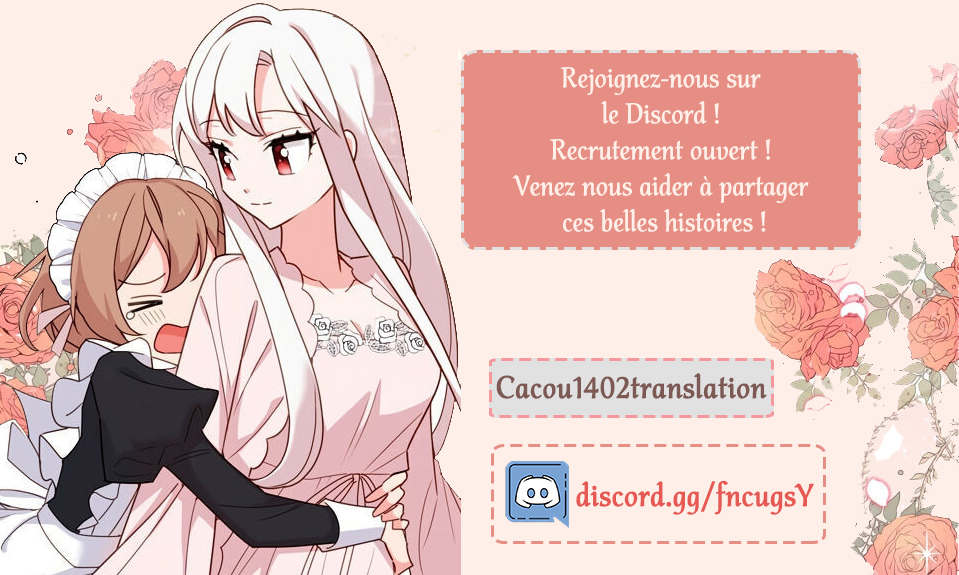 Rejoignez-nous sur
le Discord !
Recrutement ouvert !
Venez nous aider à partager
ces belles histoires !
Cacou1402translation
discord.gg/fncugsY